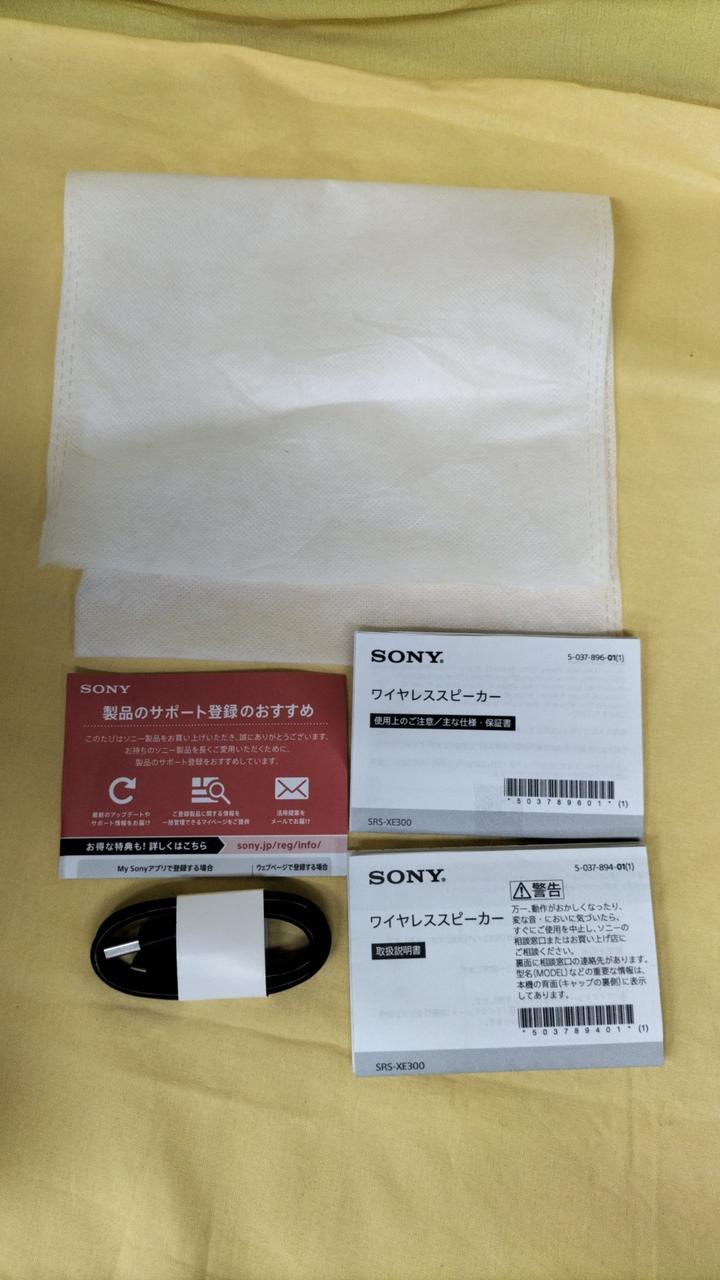 SONY
製品のサポート登録のおすすめ
このたびはソニー製品をお買い上げいただき、誠にありがとうございます。
お持ちのソニー製品を長くご愛用いただくために、
製品のサポート登録をおすすめしています。
最新のアップデートや
サポート情報をお届け
ご登録製品に関する情報を
一括管理できるマイページをご提供
活用提案を
メールでお届け
お得な特典も! 詳しくはこちら
sony.jp/reg/info/
My Sonyアプリで登録する場合
ウェブページで登録する場合
SONY®
5-037-896-01(1)
ワイヤレススピーカー
使用上のご注意/主な仕様・保証書
*503789601* (1)
SRS-XE300
SONY®
5-037-894-01(1)
ワイヤレススピーカー
取扱説明書
警告
万一、動作がおかしくなったり、
変な音・においに気づいたら、
すぐにご使用を中止し、ソニーの
相談窓口またはお買い上げ店に
ご相談ください。
裏面に相談窓口の連絡先があります。
型名(MODEL)などの重要な情報は、
本機の背面(キャップの裏側)に表示
してあります。
*503789401* (1)
SRS-XE300